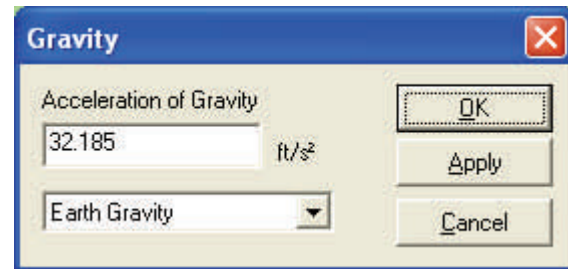 Gravity
Acceleration of Gravity
32.185
ft/s²
Earth Gravity
OK
Apply
Cancel